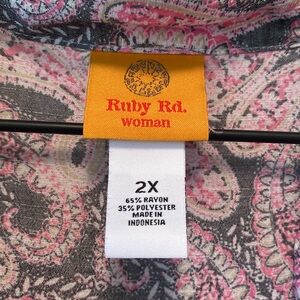 Ruby Rd.
woman
2X
65% RAYON
35% POLYESTER
MADE IN
INDONESIA